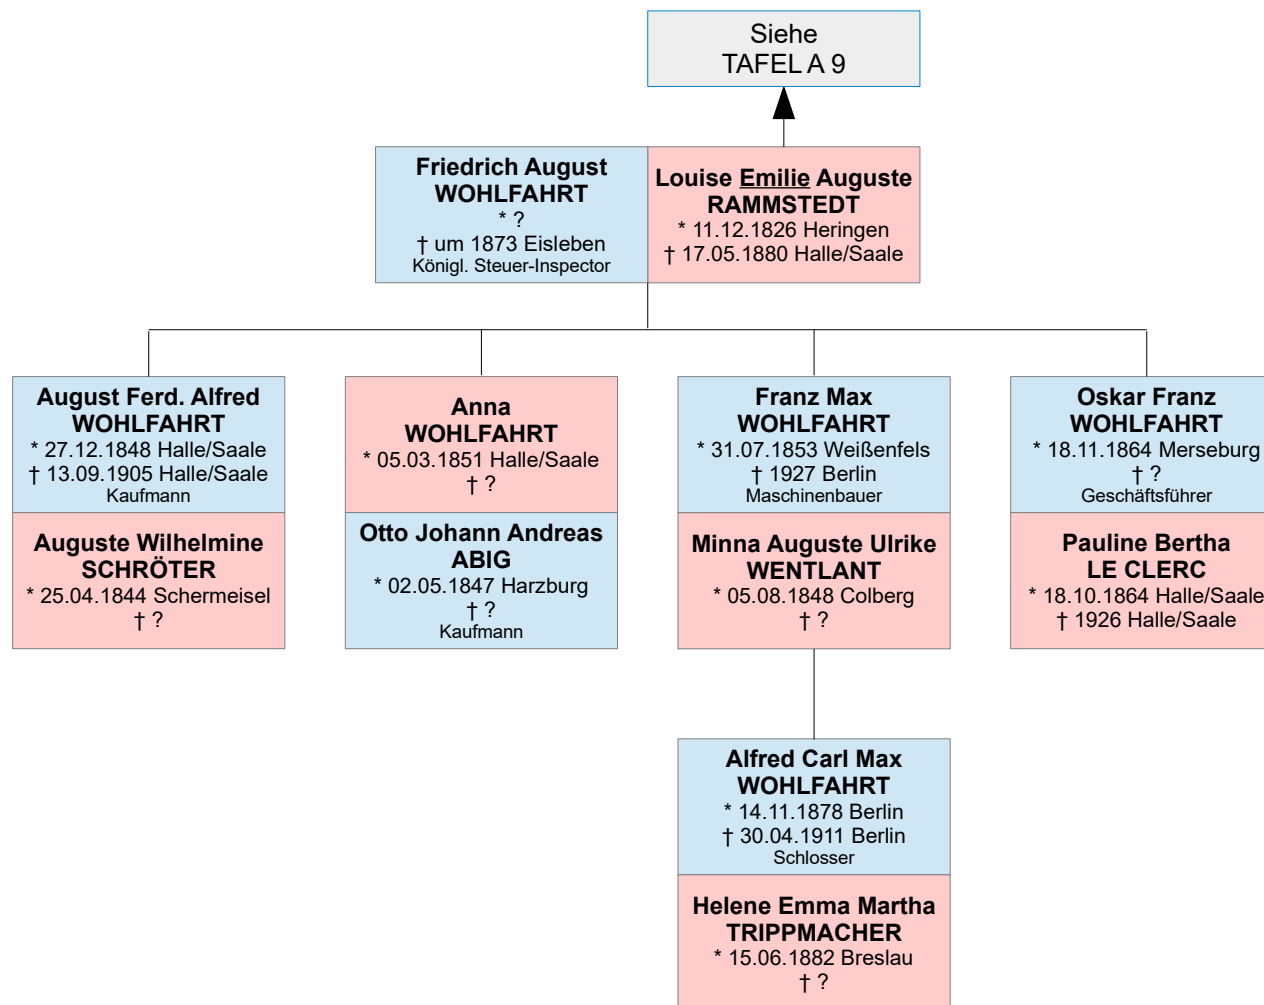 Siehe
TAFEL A 9
Friedrich August
WOHLFAHRT
* ?
† um 1873 Eisleben
Königl. Steuer-Inspector
Louise Emilie Auguste
RAMMSTEDT
* 11.12.1826 Heringen
† 17.05.1880 Halle/Saale
August Ferd. Alfred
WOHLFAHRT
* 27.12.1848 Halle/Saale
† 13.09.1905 Halle/Saale
Kaufmann
Auguste Wilhelmine
SCHRÖTER
* 25.04.1844 Schermeisel
† ?
Anna
WOHLFAHRT
* 05.03.1851 Halle/Saale
† ?
Otto Johann Andreas
ABIG
* 02.05.1847 Harzburg
† ?
Kaufmann
Franz Max
WOHLFAHRT
* 31.07.1853 Weißenfels
† 1927 Berlin
Maschinenbauer
Minna Auguste Ulrike
WENTLANT
* 05.08.1848 Colberg
† ?
Oskar Franz
WOHLFAHRT
* 18.11.1864 Merseburg
† ?
Geschäftsführer
Pauline Bertha
LE CLERC
* 18.10.1864 Halle/Saale
† 1926 Halle/Saale
Alfred Carl Max
WOHLFAHRT
* 14.11.1878 Berlin
† 30.04.1911 Berlin
Schlosser
Helene Emma Martha
TRIPPMACHER
* 15.06.1882 Breslau
† ?